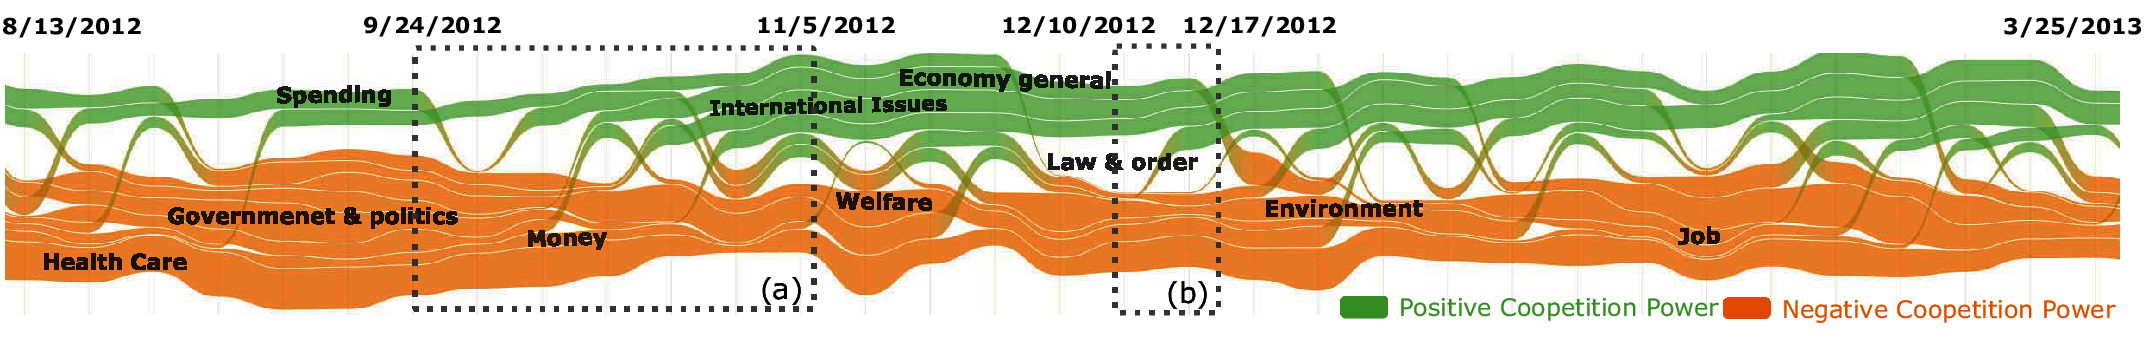 8/13/2012 9/24/2012 11/5/2012 12/10/2012 12/17/2012 3/25/2013
Economy general
Spending
International Issues
Law & order
Welfare
Environment
Governmenet & politics
Job
Money
Health Care
(a)
(b)
Positive Coopetition Power Negative Coopetition Power